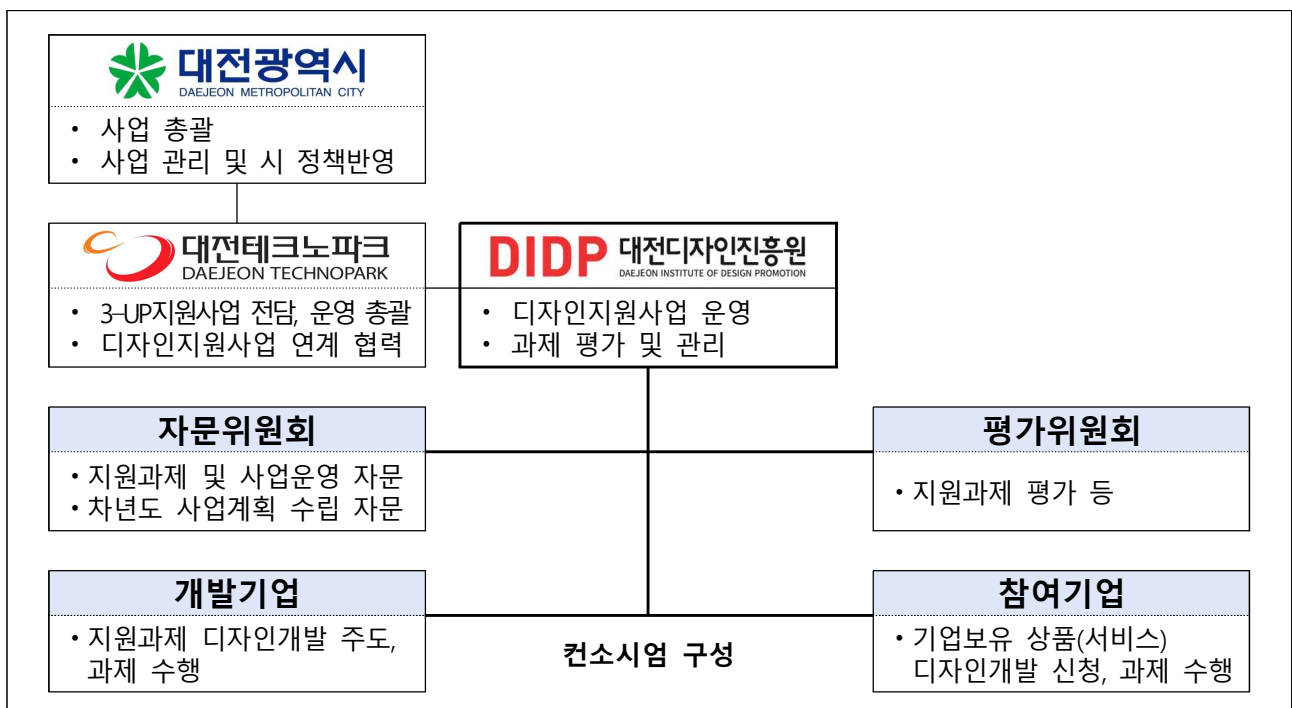 대전광역시
DAEJEON METROPOLITAN CITY
• 사업 총괄
• 사업 관리 및 시 정책반영
대전테크노파크
DAEJEON TECHNOPARK
• 3-UP지원사업 전담, 운영 총괄
• 디자인지원사업 연계 협력
DIDP 대전디자인진흥원
DAEJEON INSTITUTE OF DESIGN PROMOTION
• 디자인지원사업 운영
• 과제 평가 및 관리
자문위원회
• 지원과제 및 사업운영 자문
• 차년도 사업계획 수립 자문
평가위원회
• 지원과제 평가 등
개발기업
• 지원과제 디자인개발 주도,
과제 수행
컨소시엄 구성
참여기업
• 기업보유 상품(서비스)
디자인개발 신청, 과제 수행